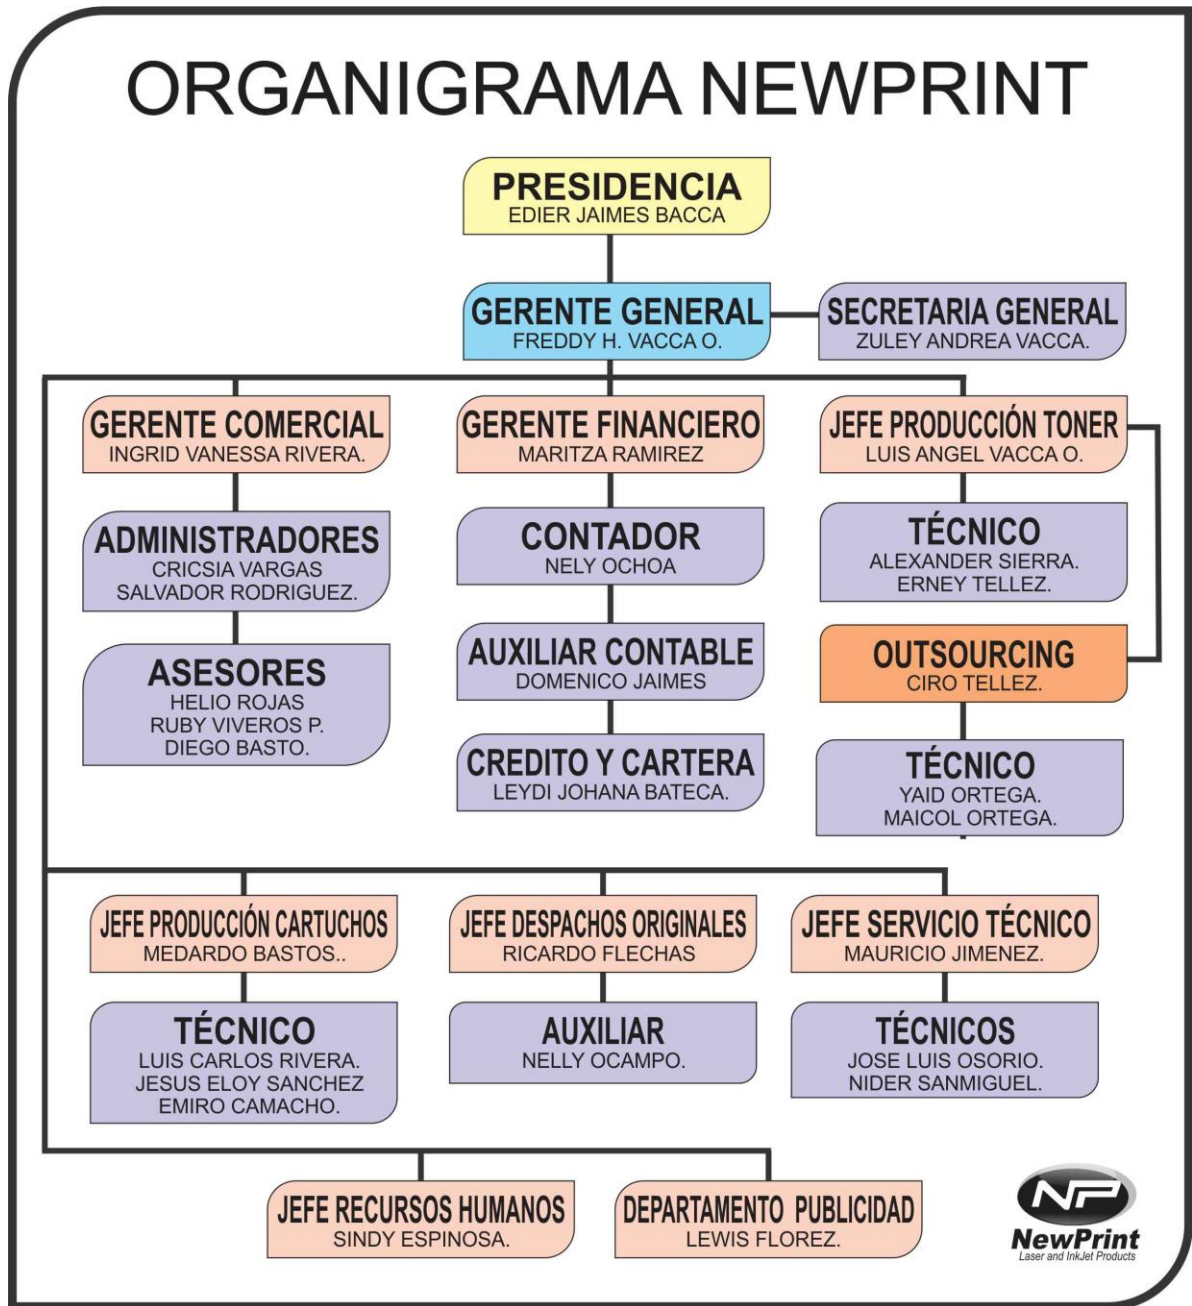 ORGANIGRAMA NEWPRINT
PRESIDENCIA
EDIER JAIMES BACCA
GERENTE GENERAL
FREDDY H. VACCA O.
SECRETARIA GENERAL
ZULEY ANDREA VACCA.
GERENTE COMERCIAL
INGRID VANESSA RIVERA.
GERENTE FINANCIERO
MARITZA RAMIREZ
JEFE PRODUCCIÓN TONER
LUIS ANGEL VACCA O.
ADMINISTRADORES
CRICSIA VARGAS
SALVADOR RODRIGUEZ.
CONTADOR
NELY OCHOA
TÉCNICO
ALEXANDER SIERRA.
ERNEY TELLEZ.
ASESORES
HELIO ROJAS
RUBY VIVEROS P.
DIEGO BASTO.
AUXILIAR CONTABLE
DOMENICO JAIMES
OUTSOURCING
CIRO TELLEZ.
CREDITO Y CARTERA
LEYDI JOHANA BATECA.
TÉCNICO
YAID ORTEGA.
MAICOL ORTEGA.
JEFE PRODUCCIÓN CARTUCHOS
MEDARDO BASTOS..
JEFE DESPACHOS ORIGINALES
RICARDO FLECHAS
JEFE SERVICIO TÉCNICO
MAURICIO JIMENEZ.
TÉCNICO
LUIS CARLOS RIVERA.
JESUS ELOY SANCHEZ
EMIRO CAMACHO.
AUXILIAR
NELLY OCAMPO.
TÉCNICOS
JOSE LUIS OSORIO.
NIDER SANMIGUEL.
JEFE RECURSOS HUMANOS
SINDY ESPINOSA.
DEPARTAMENTO PUBLICIDAD
LEWIS FLOREZ.
NP
NewPrint
Laser and InkJet Products